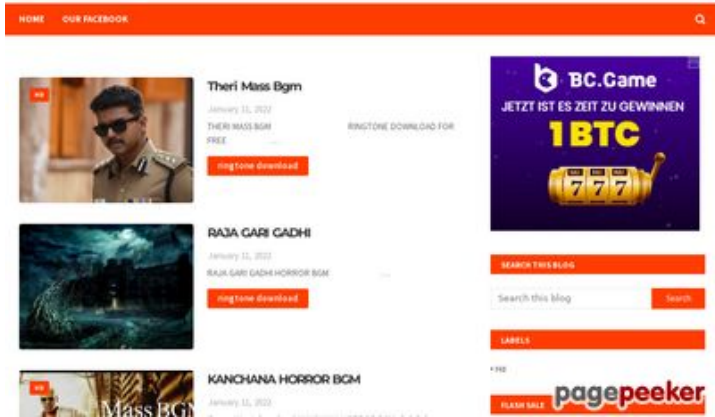 HOME OUR FACEBOOK
HD
Theri Mass Bgm
January 11, 2022
THERI MASS BGM RINGTONE DOWNLOAD FOR
FREE ...
ringtone download
RAJA GARI GADHI
January 11, 2022
RAJA GARI GADHI HORROR BGM ...
ringtone download
KANCHANA HORROR BGM
January 11, 2022
Mass BGM
BC.Game
JETZT IST ES ZEIT ZU GEWINNEN
1 BTC
777
SEARCH THIS BLOG
Search this blog Search
LABELS
FLASH SALE
pagepeeker